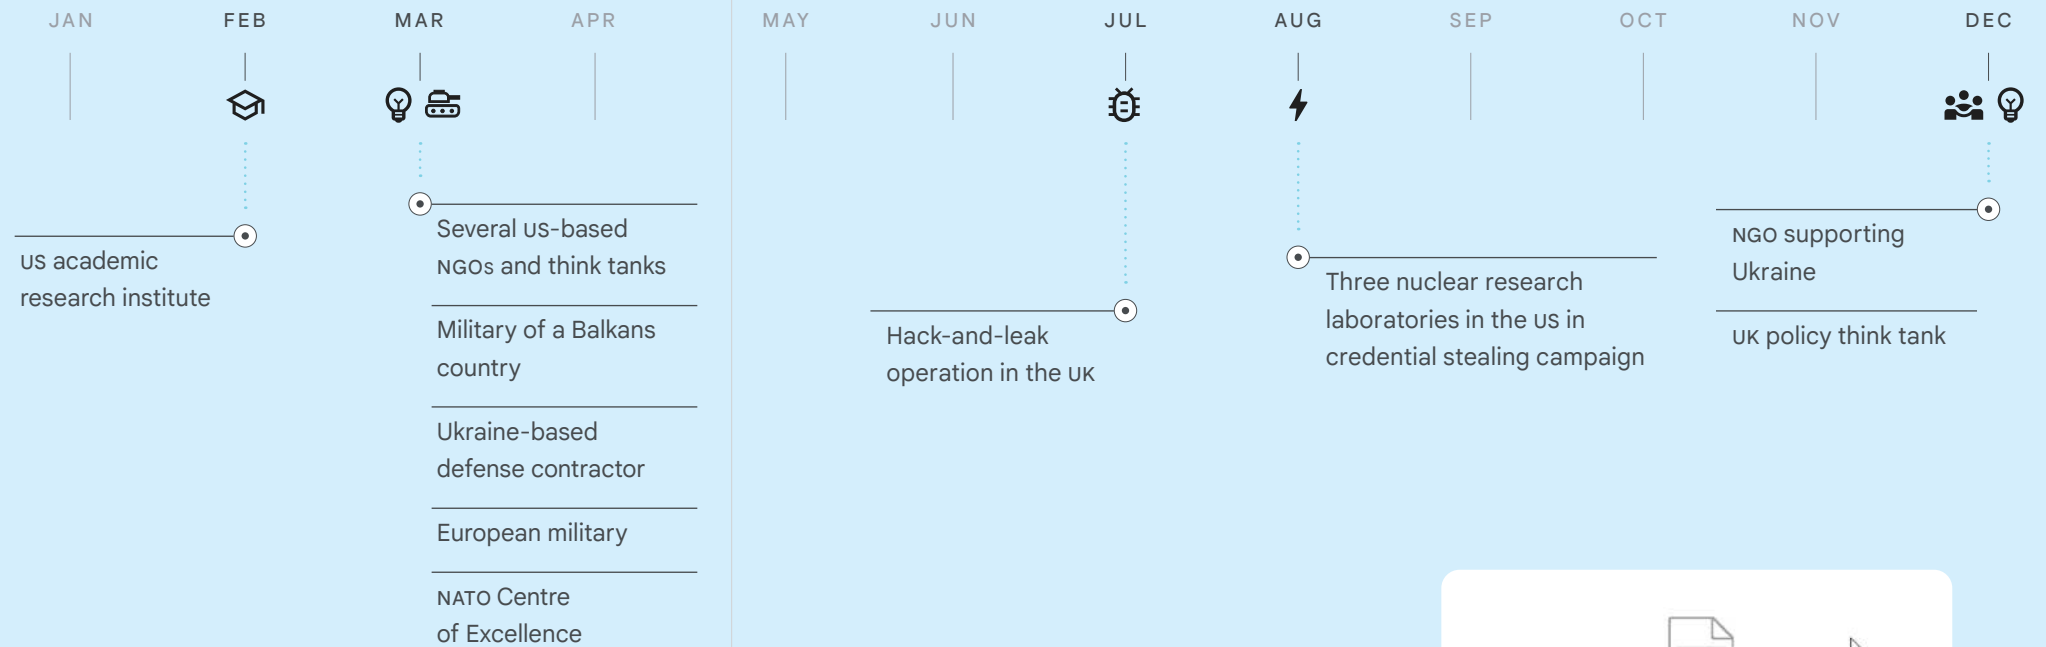 JAN FEB MAR APR MAY JUN JUL AUG SEP OCT NOV DEC
US academic
research institute
Several US-based
NGOs and think tanks
Military of a Balkans
country
Ukraine-based
defense contractor
European military
NATO Centre
of Excellence
Hack-and-leak
operation in the UK
Three nuclear research
laboratories in the US in
credential stealing campaign
NGO supporting
Ukraine
UK policy think tank